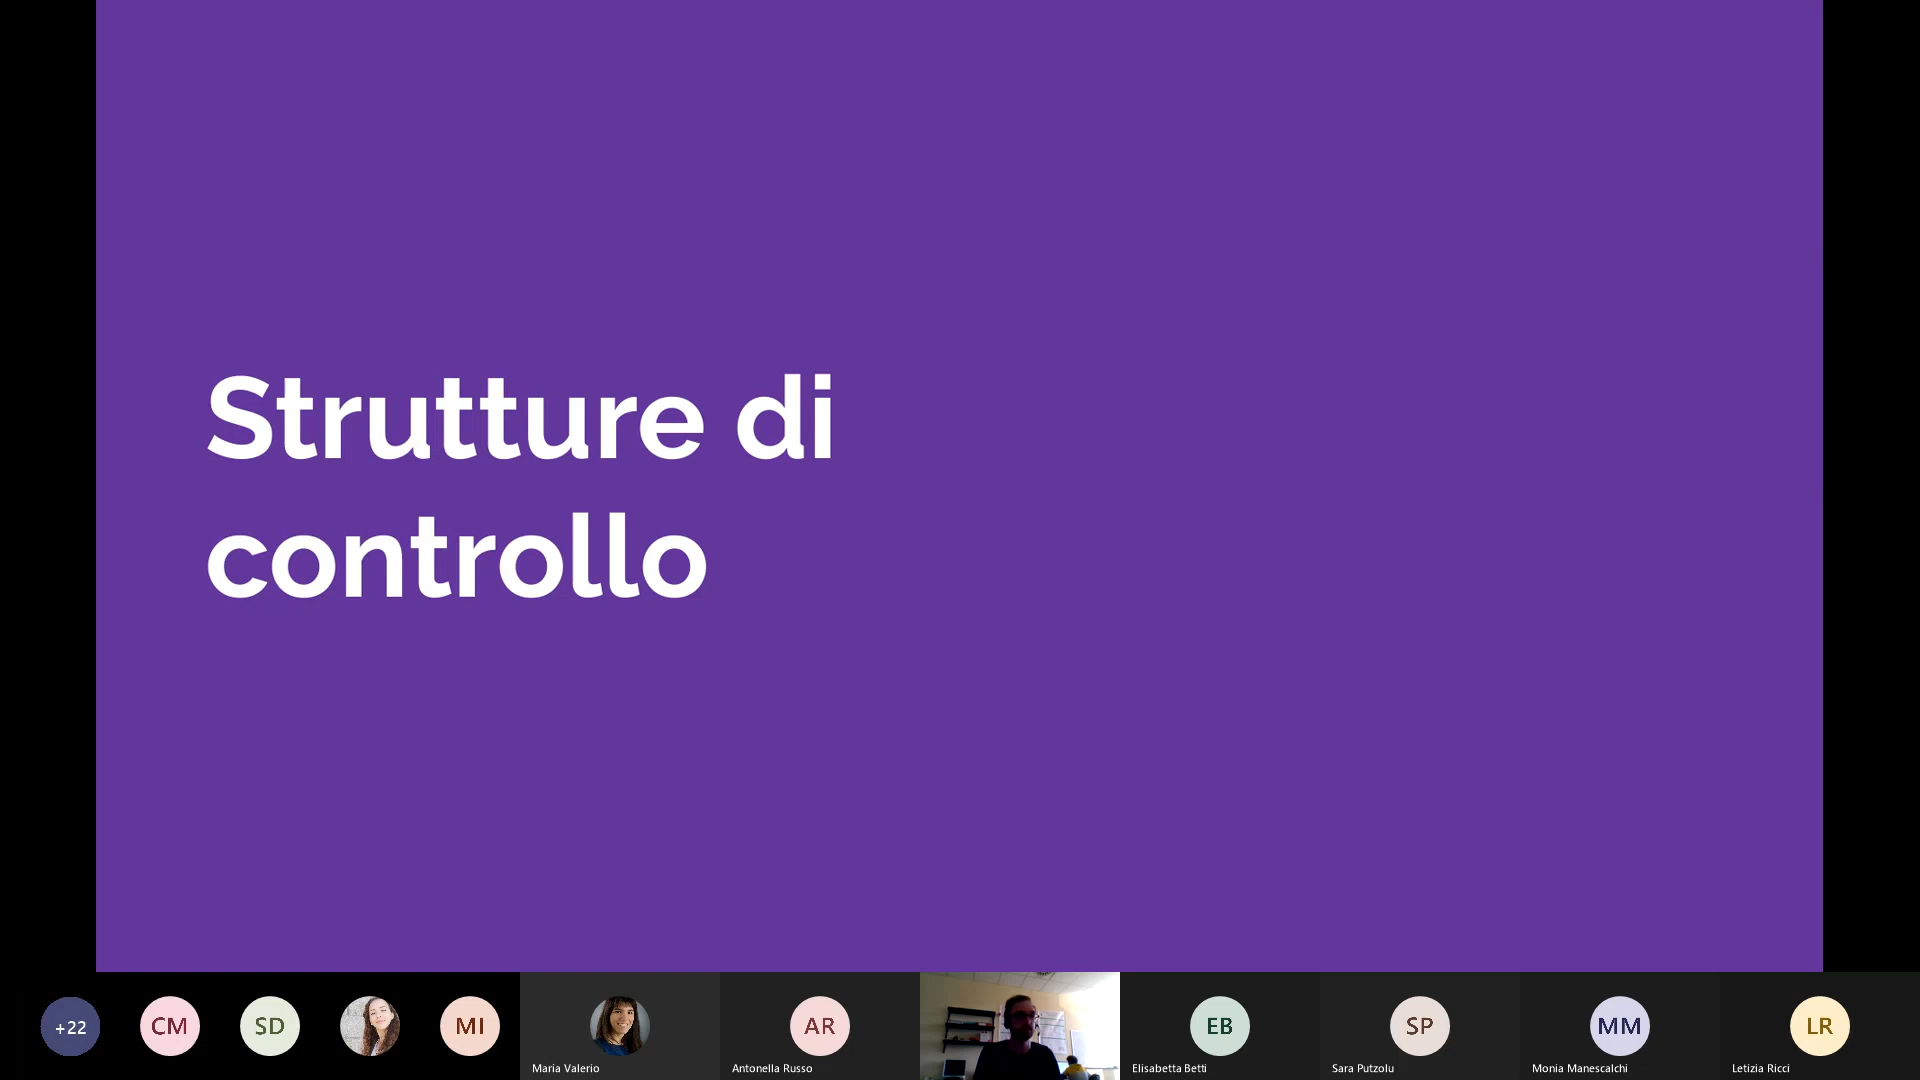 Strutture di
controllo
+22
CM
SD
MI
Maria Valerio
AR
Antonella Russo
EB
Elisabetta Betti
SP
Sara Putzolu
MM
Monia Manescalchi
LR
Letizia Ricci